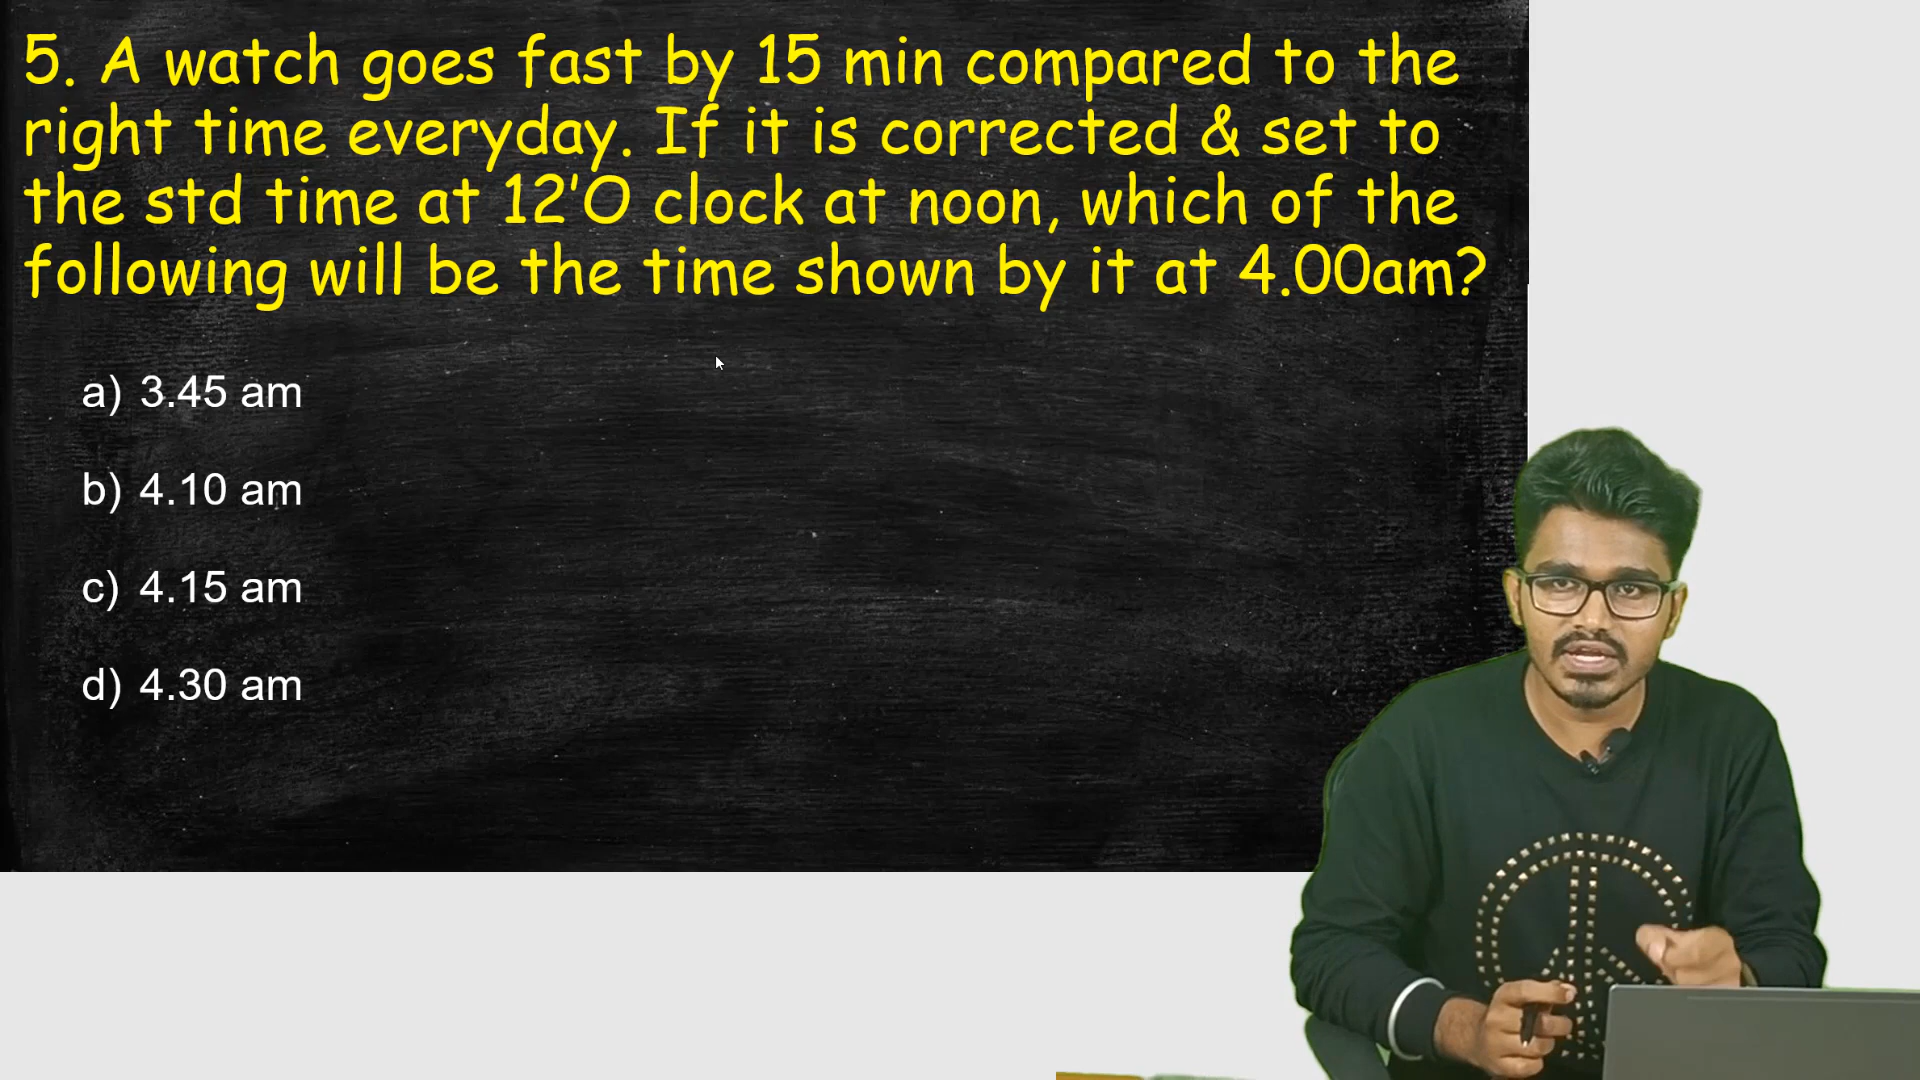 5. A watch goes fast by 15 min compared to the
right time everyday. If it is corrected & set to
the std time at 12'O clock at noon, which of the
following will be the time shown by it at 4.00am?
a) 3.45 am
b) 4.10 am
c) 4.15 am
d) 4.30 am